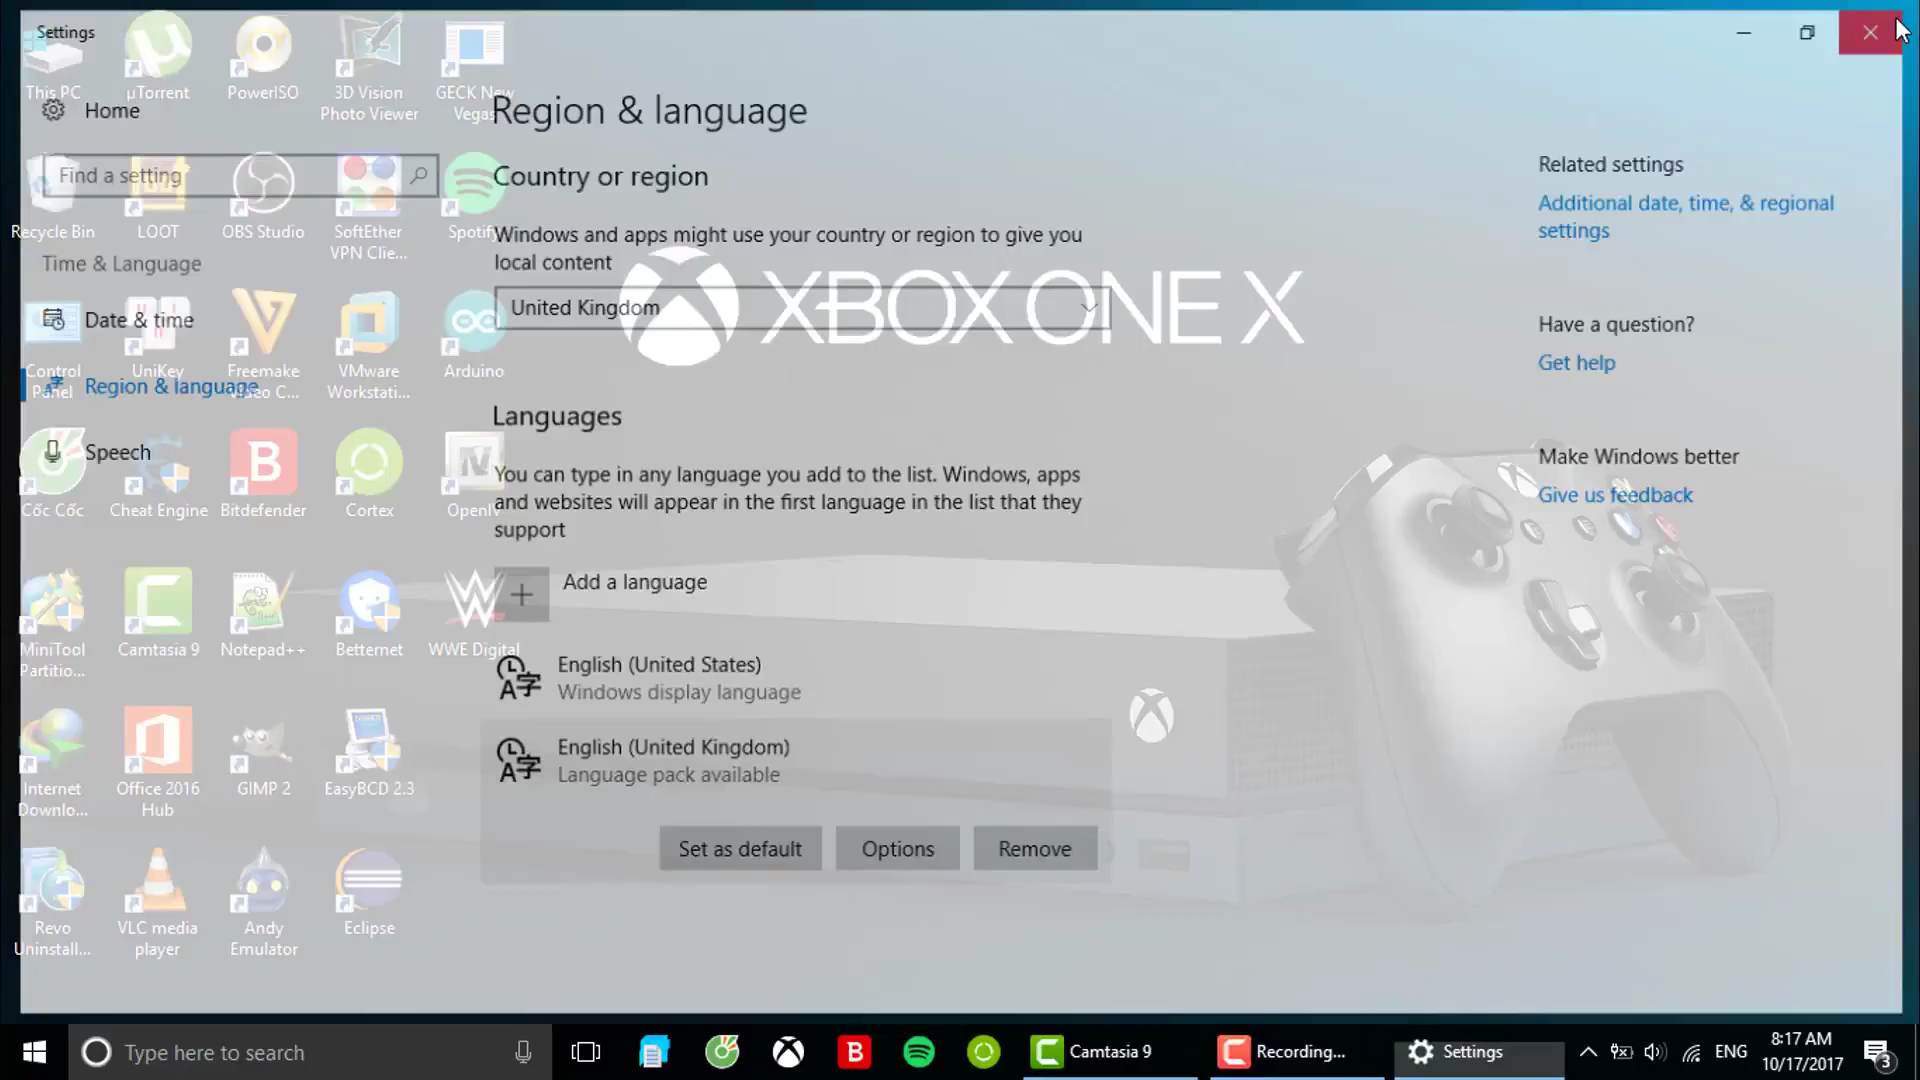 Settings
Home
Find a setting
Time & Language
Date & time
Region & language
Speech
Region & language
Country or region
Windows and apps might use your country or region to give you
local content
United Kingdom
Languages
You can type in any language you add to the list. Windows, apps
and websites will appear in the first language in the list that they
support
Add a language
English (United States)
Windows display language
English (United Kingdom)
Language pack available
Set as default
Options
Remove
Related settings
Additional date, time, & regional
settings
Have a question?
Get help
Make Windows better
Give us feedback
XBOX ONE X
This PC
µTorrent
PowerISO
3D Vision
Photo Viewer
GECK New
Vegas
Recycle Bin
LOOT
OBS Studio
SoftEther
VPN Clie...
Spotify
Control
Panel
UniKey
Freemake
Video C...
VMware
Workstati...
Arduino
Cốc Cốc
Cheat Engine
Bitdefender
Cortex
OpenIV
MiniTool
Partitio...
Camtasia 9
Notepad++
Betternet
WWE Digital
Internet
Downlo...
Office 2016
Hub
GIMP 2
EasyBCD 2.3
Revo
Uninstall...
VLC media
player
Andy
Emulator
Eclipse
Type here to search
Camtasia 9
Recording...
Settings
ENG
8:17 AM
10/17/2017
3